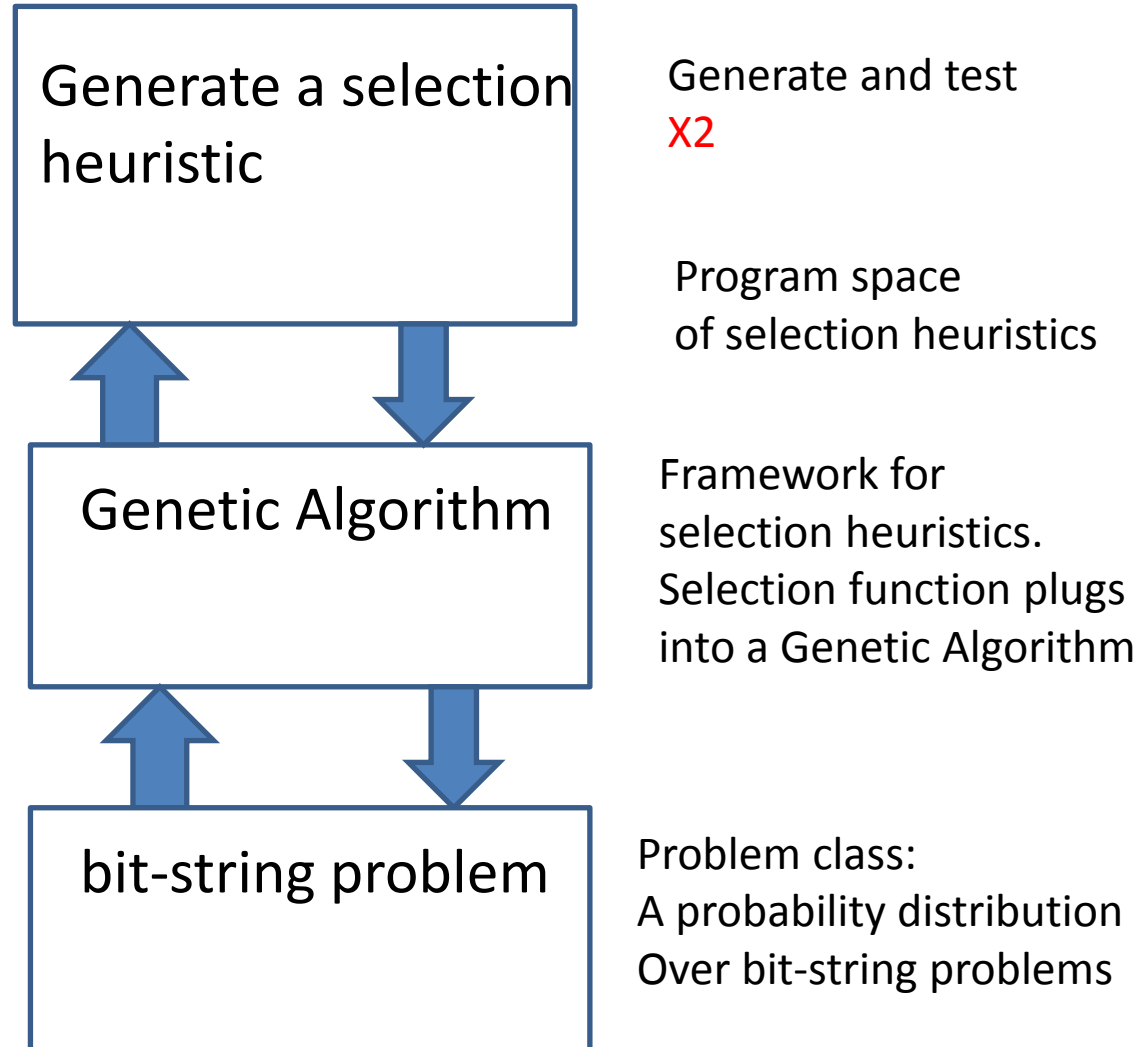 Generate a selection
heuristic
Generate and test
X2
Program space
of selection heuristics
Genetic Algorithm
Framework for
selection heuristics.
Selection function plugs
into a Genetic Algorithm
bit-string problem
Problem class:
A probability distribution
Over bit-string problems